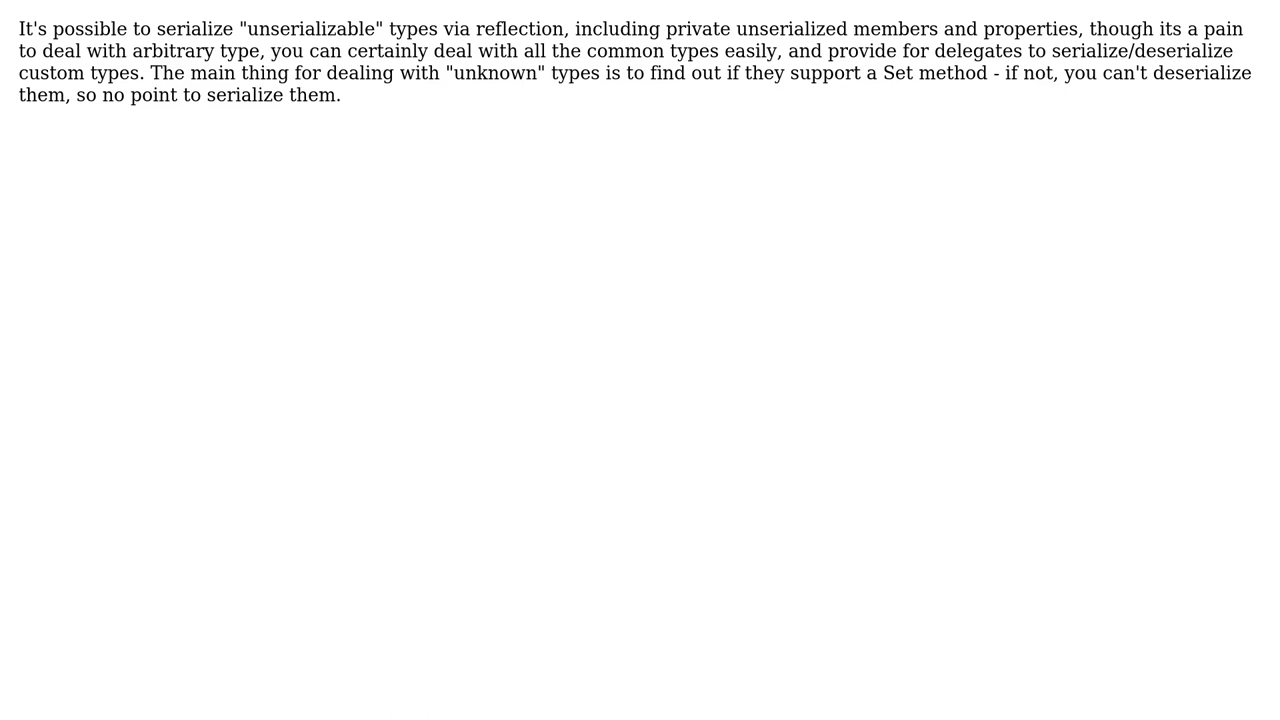 It's possible to serialize "unserializable" types via reflection, including private unserialized members and properties, though its a pain
to deal with arbitrary type, you can certainly deal with all the common types easily, and provide for delegates to serialize/deserialize
custom types. The main thing for dealing with "unknown" types is to find out if they support a Set method - if not, you can't deserialize
them, so no point to serialize them.